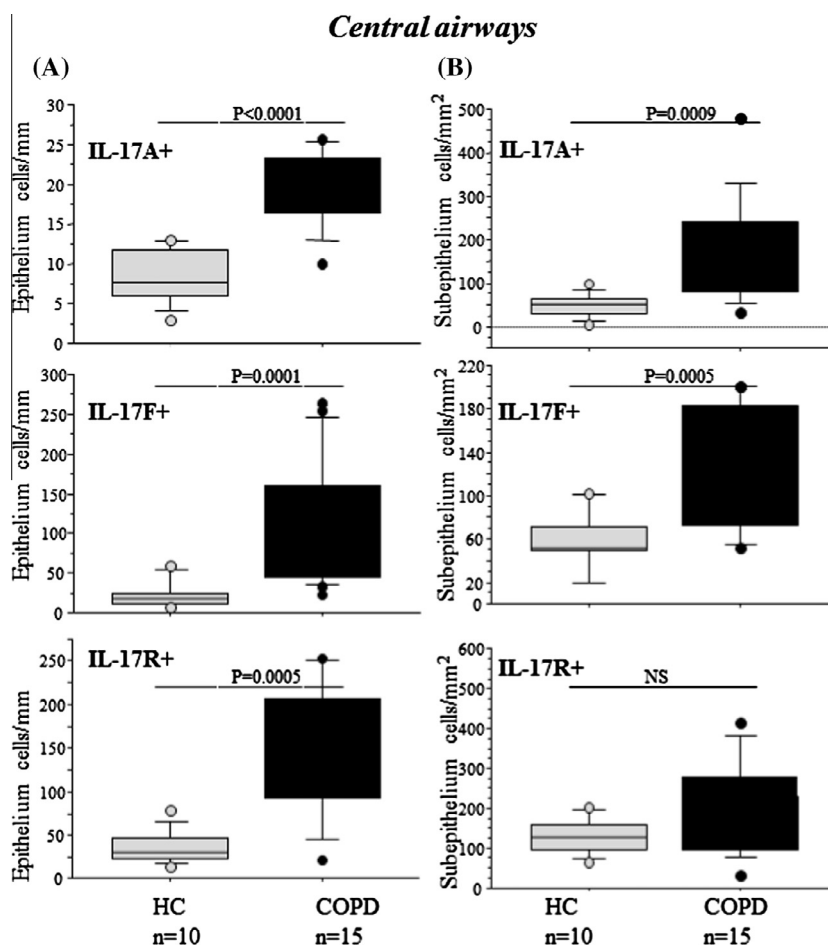 Central airways
(A)
(B)
P<0.0001
IL-17A+
Epithelium cells/mm
30
25
20
15
10
5
0
P=0.0009
IL-17A+
Subepithelium cells/mm²
500
400
300
200
100
0
P=0.0001
IL-17F+
Epithelium cells/mm
300
250
200
150
100
50
0
P=0.0005
IL-17F+
Subepithelium cells/mm²
220
180
140
100
60
20
0
IL-17R+
P=0.0005
Epithelium cells/mm
250
200
150
100
50
0
IL-17R+
NS
Subepithelium cells/mm²
600
500
400
300
200
100
0
HC
COPD
HC
COPD
n=10
n=15
n=10
n=15